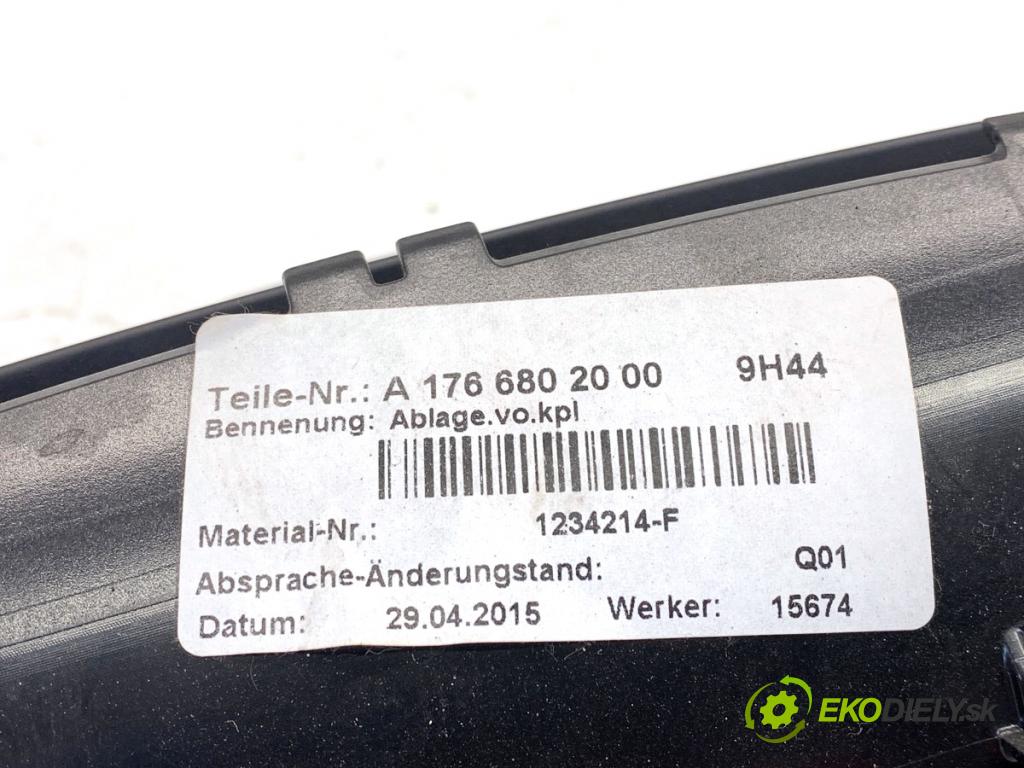 Teile-Nr.: A 176 680 20 00 9H44
Bennenung: Ablage.vo.kpl
Material-Nr.: 1234214-F
Absprache-Änderungstand: Q01
Datum: 29.04.2015 Werker: 15674
EKODIELY.sk